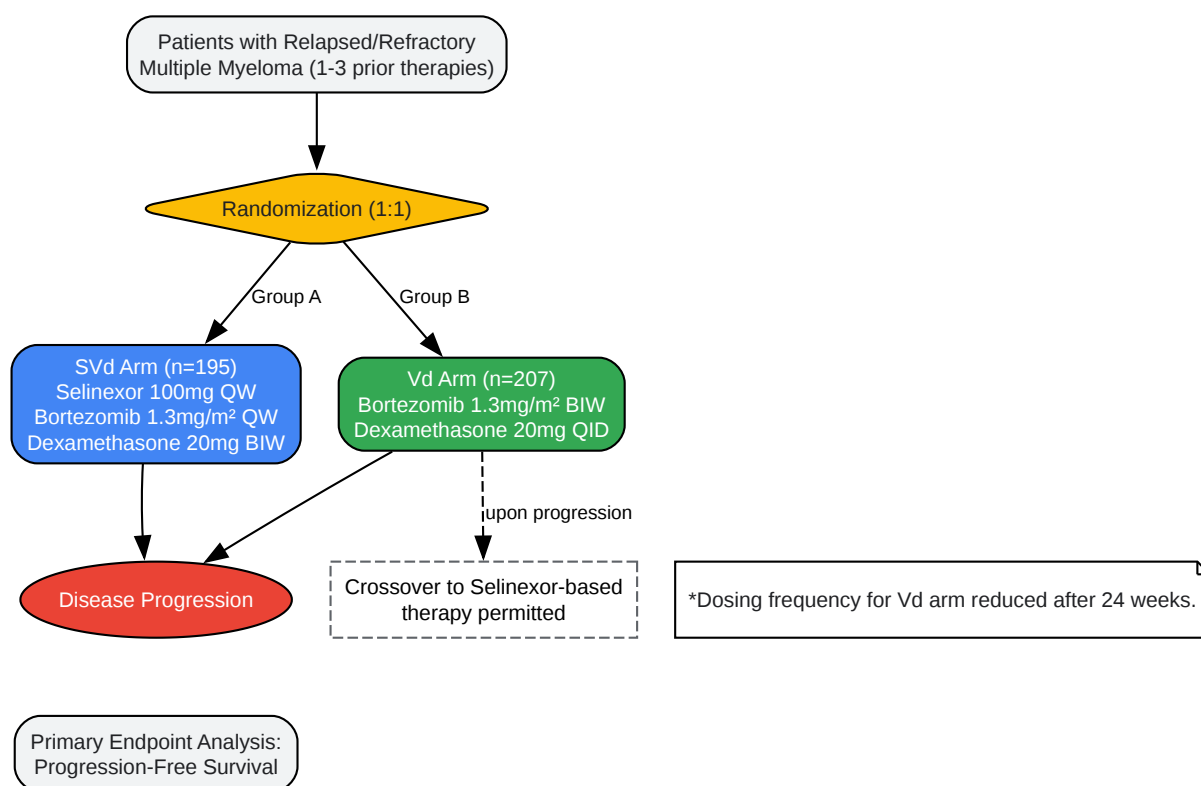 Patients with Relapsed/Refractory
Multiple Myeloma (1-3 prior therapies)
Randomization (1:1)
Group A
Group B
SVd Arm (n=195)
Selinexor 100mg QW
Bortezomib 1.3mg/m² QW
Dexamethasone 20mg BIW
Vd Arm (n=207)
Bortezomib 1.3mg/m² BIW
Dexamethasone 20mg QID
upon progression
Disease Progression
Crossover to Selinexor-based
therapy permitted
*Dosing frequency for Vd arm reduced after 24 weeks.
Primary Endpoint Analysis:
Progression-Free Survival